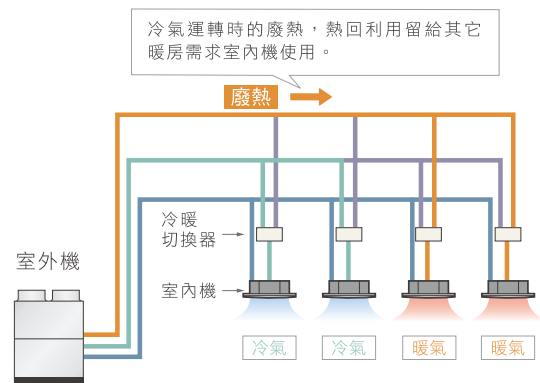 冷氣運轉時的廢熱，熱回利用留給其它
暖房需求室內機使用。
廢熱
冷暖
切換器
室外機
室內機
冷氣
冷氣
暖氣
暖氣